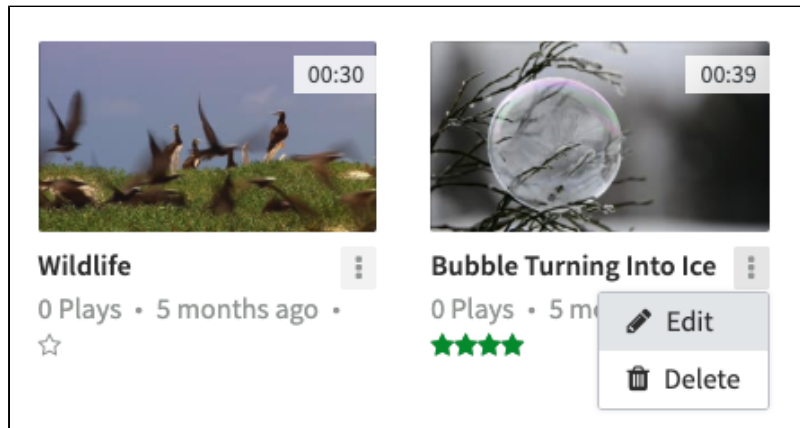 00:30
00:39
Wildlife
Bubble Turning Into Ice
0 Plays • 5 months ago •
0 Plays • 5
Edit
Delete